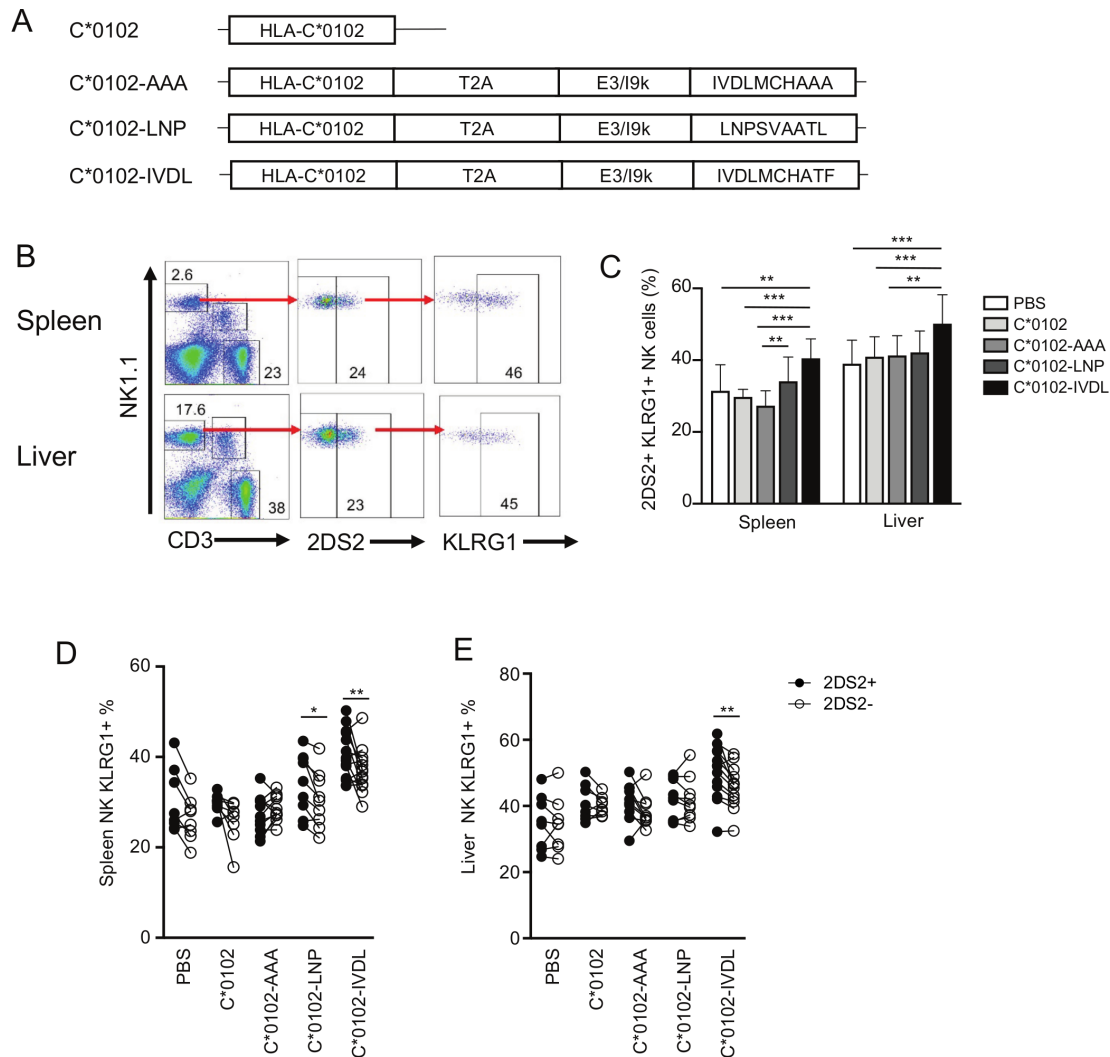 A
C*0102
HLA-C*0102
C*0102-AAA
HLA-C*0102 T2A E3/I9k IVDLMCHAAA
C*0102-LNP
HLA-C*0102 T2A E3/I9k LNPSVAATL
C*0102-IVDL
HLA-C*0102 T2A E3/I9k IVDLMCHATF
B
Spleen
Liver
NK1.1
2.6
23
24
46
17.6
38
23
45
CD3
2DS2
KLRG1
C
2DS2+ KLRG1+ NK cells (%)
60
40
20
0
** 
***
***
**
***
***
**
Spleen
Liver
PBS
C*0102
C*0102-AAA
C*0102-LNP
C*0102-IVDL
D
Spleen NK KLRG1+ %
60
40
20
0
*
**
PBS
C*0102
C*0102-AAA
C*0102-LNP
C*0102-IVDL
E
Liver NK KLRG1+ %
80
60
40
20
0
**
PBS
C*0102
C*0102-AAA
C*0102-LNP
C*0102-IVDL
2DS2+
2DS2-